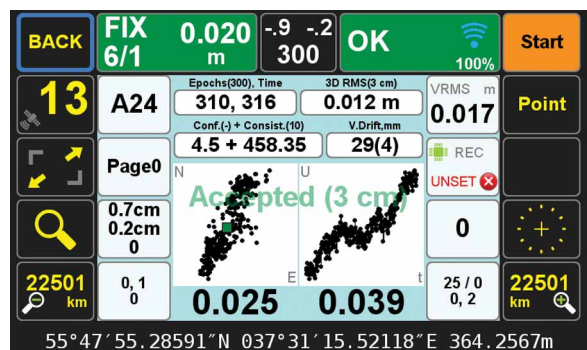 BACK
FIX 0.020
6/1 m
-.9 -.2
300
OK
100%
Start
13
A24
Epochs(300), Time
310, 316
3D RMS(3 cm)
0.012 m
VRMS m
0.017
Point
Conf.(-) + Consist.(10)
4.5 + 458.35
V.Drift,mm
29(4)
Page0
REC
UNSET
N
U
Accepted (3 cm)
0.7cm
0.2cm
0
0
22501
km
0, 1
0
E
t
0.025
0.039
25 / 0
0, 2
22501
km
55°47′55.28591″N 037°31′15.52118″E 364.2567m